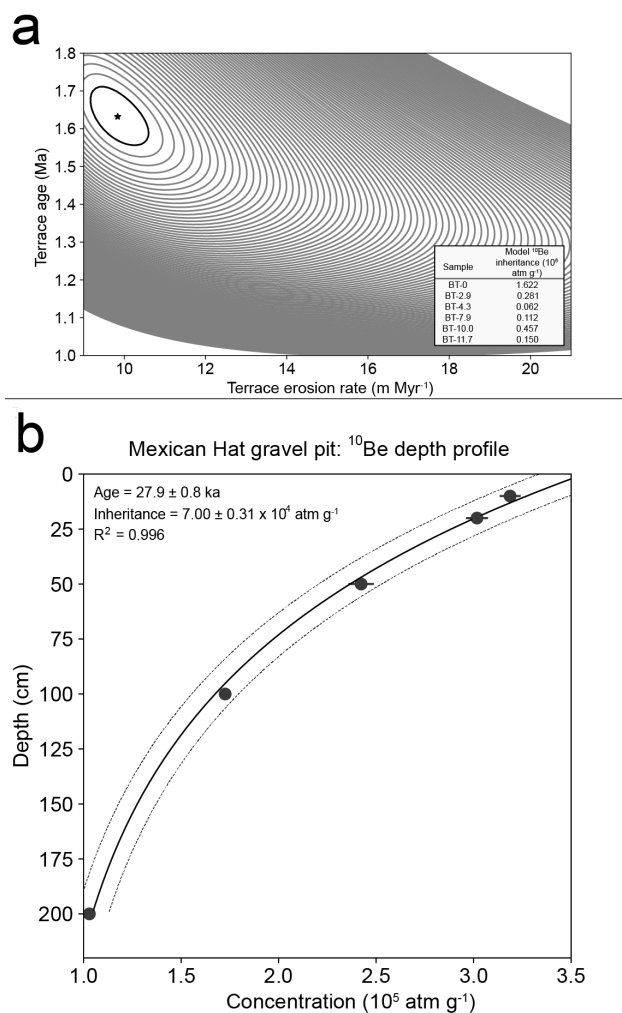 a
1.8
1.7
1.6
1.5
1.4
1.3
1.2
1.1
1.0
Terrace age (Ma)
Sample Model ¹⁰Be inheritance (10⁶ atm g⁻¹)
BT-0 1.622
BT-2.9 0.281
BT-4.3 0.062
BT-7.9 0.112
BT-10.0 0.457
BT-11.7 0.150
10 12 14 16 18 20
Terrace erosion rate (m Myr⁻¹)
b
Mexican Hat gravel pit: ¹⁰Be depth profile
Age = 27.9 ± 0.8 ka
Inheritance = 7.00 ± 0.31 x 10⁴ atm g⁻¹
R² = 0.996
0
25
50
75
100
125
150
175
200
Depth (cm)
1.0 1.5 2.0 2.5 3.0 3.5
Concentration (10⁵ atm g⁻¹)